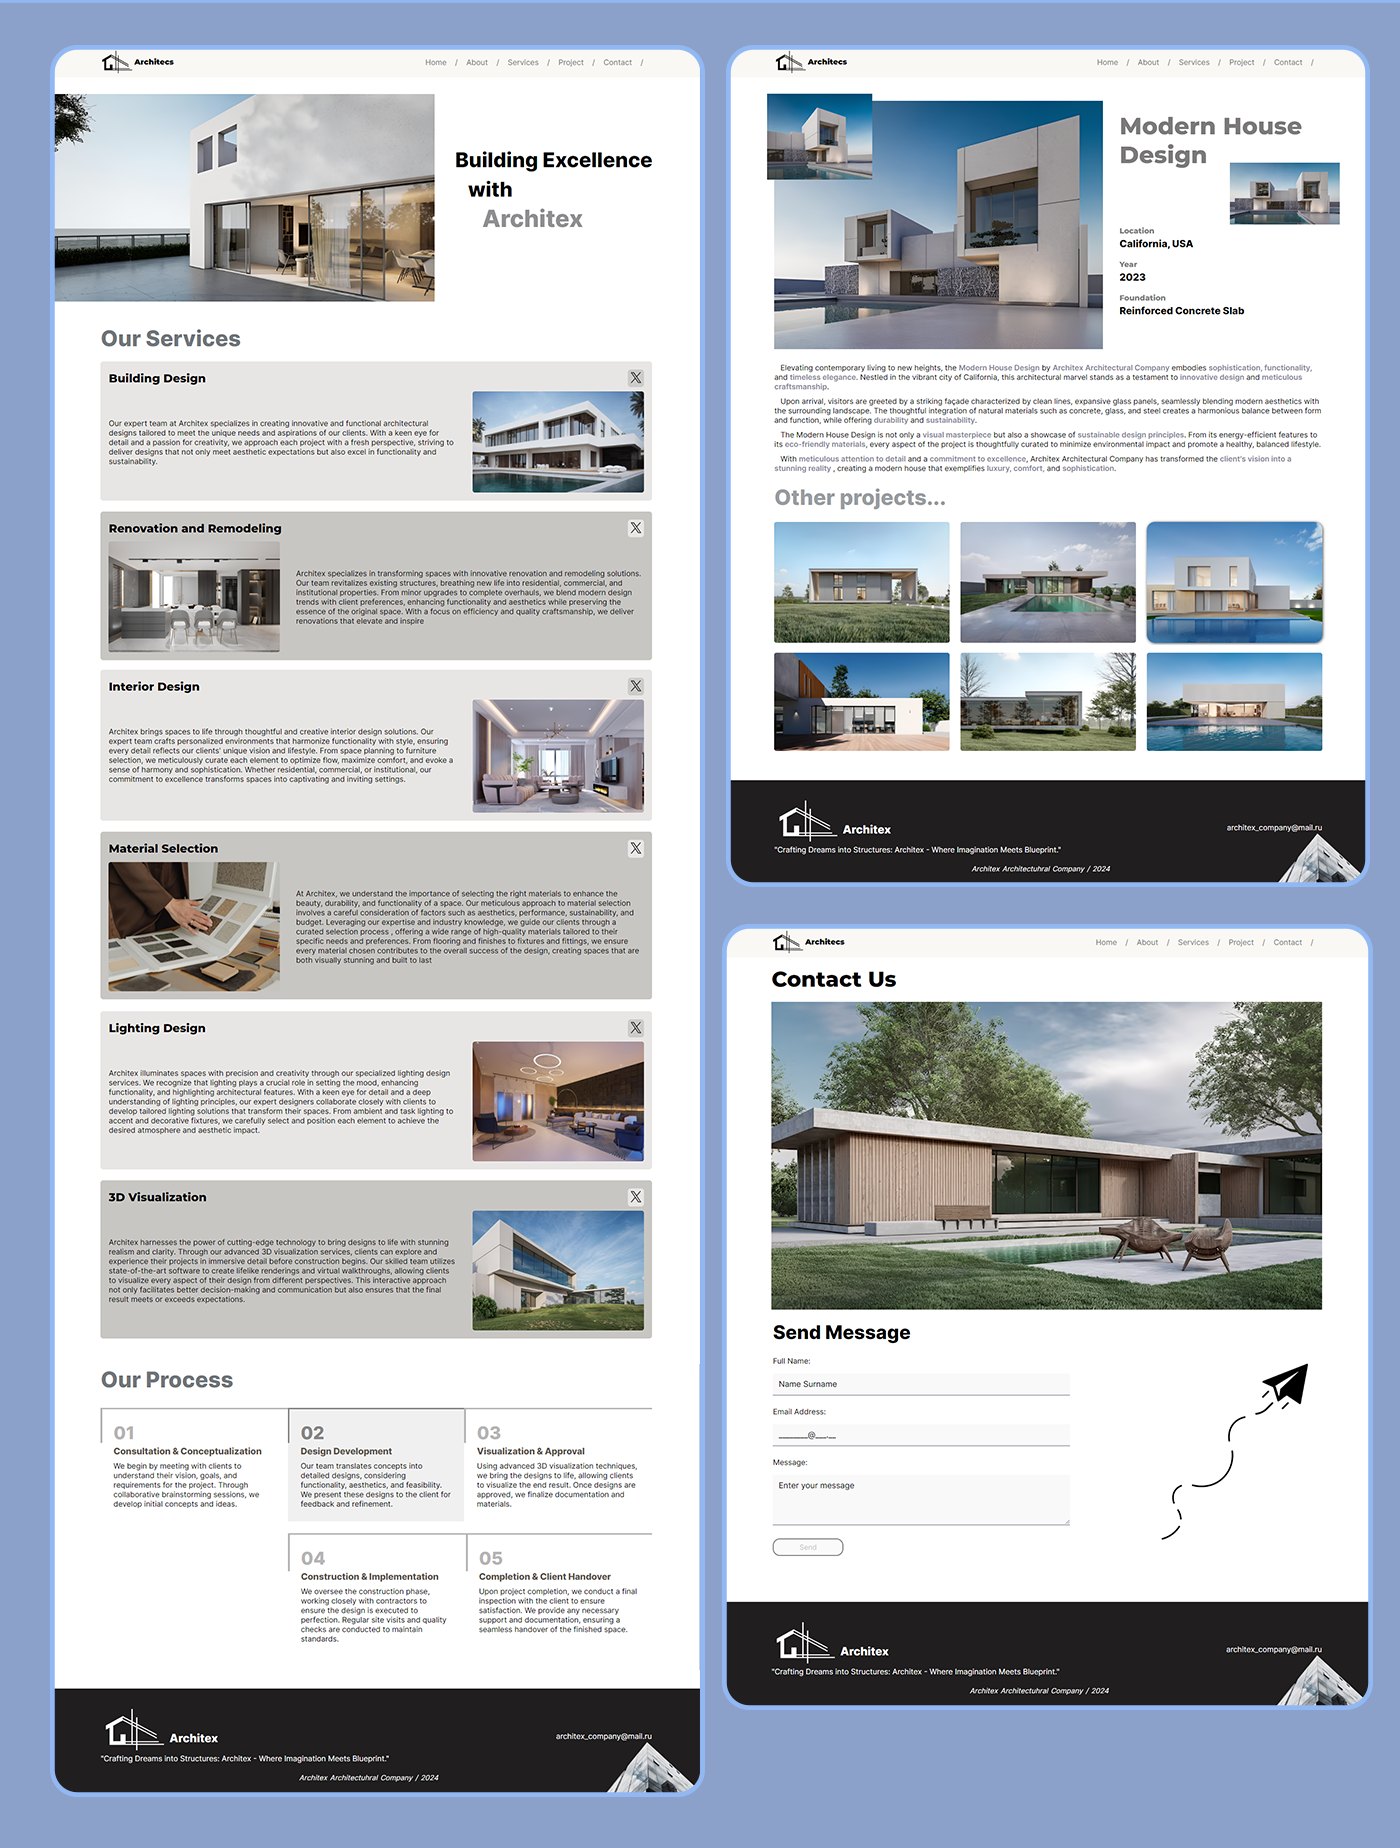 Architecs
Home / About / Services / Project / Contact /
Building Excellence
with
Architex
Our Services
Building Design
Our expert team at Architex specializes in creating innovative and functional architectural
designs tailored to meet the unique needs and aspirations of our clients. With a keen eye for
detail and a passion for creativity, we approach each project with a fresh perspective, striving to
deliver designs that not only meet aesthetic expectations but also excel in functionality and
sustainability.
Renovation and Remodeling
Architex specializes in transforming spaces with innovative renovation and remodeling solutions.
Our team revitalizes existing structures, breathing new life into residential, commercial, and
institutional properties. From minor upgrades to complete overhauls, we blend modern design
trends with client preferences, enhancing functionality and aesthetics while preserving the
essence of the original space. With a focus on efficiency and quality craftsmanship, we deliver
renovations that elevate and inspire
Interior Design
Architex brings spaces to life through thoughtful and creative interior design solutions. Our
expert team crafts personalized environments that harmonize functionality with style, ensuring
every detail reflects our clients' unique vision and lifestyle. From space planning to furniture
selection, we meticulously curate each element to optimize flow, maximize comfort, and evoke a
sense of harmony and sophistication. Whether residential, commercial, or institutional, our
commitment to excellence transforms spaces into captivating and inviting settings.
Material Selection
At Architex, we understand the importance of selecting the right materials to enhance the
beauty, durability, and functionality of a space. Our meticulous approach to material selection
involves a careful consideration of factors such as aesthetics, performance, sustainability, and
budget. Leveraging our expertise and industry knowledge, we guide our clients through a
curated selection process , offering a wide range of high-quality materials tailored to their
specific needs and preferences. From flooring and finishes to fixtures and fittings, we ensure
every material chosen contributes to the overall success of the design, creating spaces that are
both visually stunning and built to last
Lighting Design
Architex illuminates spaces with precision and creativity through our specialized lighting design
services. We recognize that lighting plays a crucial role in setting the mood, enhancing
functionality, and highlighting architectural features. With a keen eye for detail and a deep
understanding of lighting principles, our expert designers collaborate closely with clients to
develop tailored lighting solutions that transform their spaces. From ambient and task lighting to
accent and decorative fixtures, we carefully select and position each element to achieve the
desired atmosphere and aesthetic impact.
3D Visualization
Architex harnesses the power of cutting-edge technology to bring designs to life with stunning
realism and clarity. Through our advanced 3D visualization services, clients can explore and
experience their projects in immersive detail before construction begins. Our skilled team utilizes
state-of-the-art software to create lifelike renderings and virtual walkthroughs, allowing clients
to visualize every aspect of their design from different perspectives. This interactive approach
not only facilitates better decision-making and communication but also ensures that the final
result meets or exceeds expectations.
Our Process
01
Consultation & Conceptualization
We begin by meeting with clients to
understand their vision, goals, and
requirements for the project. Through
collaborative brainstorming sessions, we
develop initial concepts and ideas.
02
Design Development
Our team translates concepts into
detailed designs, considering
functionality, aesthetics, and feasibility.
We present these designs to the client for
feedback and refinement.
03
Visualization & Approval
Using advanced 3D visualization techniques,
we bring the designs to life, allowing clients
to visualize the end result. Once designs are
approved, we finalize documentation and
materials.
04
Construction & Implementation
We oversee the construction phase,
working closely with contractors to
ensure the design is executed to
perfection. Regular site visits and quality
checks are conducted to maintain
standards.
05
Completion & Client Handover
Upon project completion, we conduct a final
inspection with the client to ensure
satisfaction. We provide any necessary
support and documentation, ensuring a
seamless handover of the finished space.
Architex
architex_company@mail.ru
"Crafting Dreams into Structures: Architex - Where Imagination Meets Blueprint."
Architex Architectuhral Company / 2024
Architecs
Home / About / Services / Project / Contact /
Modern House
Design
Location
California, USA
Year
2023
Foundation
Reinforced Concrete Slab
Elevating contemporary living to new heights, the Modern House Design by Architex Architectural Company embodies sophistication, functionality,
and timeless elegance. Nestled in the vibrant city of California, this architectural marvel stands as a testament to innovative design and meticulous
craftsmanship.
Upon arrival, visitors are greeted by a striking façade characterized by clean lines, expansive glass panels, seamlessly blending modern aesthetics with
the surrounding landscape. The thoughtful integration of natural materials such as concrete, glass, and steel creates a harmonious balance between form
and function, while offering durability and sustainability.
The Modern House Design is not only a visual masterpiece but also a showcase of sustainable design principles. From its energy-efficient features to
its eco-friendly materials, every aspect of the project is thoughtfully curated to minimize environmental impact and promote a healthy, balanced lifestyle.
With meticulous attention to detail and a commitment to excellence, Architex Architectural Company has transformed the client's vision into a
stunning reality , creating a modern house that exemplifies luxury, comfort, and sophistication.
Other projects...
Architex
architex_company@mail.ru
"Crafting Dreams into Structures: Architex - Where Imagination Meets Blueprint."
Architex Architectuhral Company / 2024
Architecs
Home / About / Services / Project / Contact /
Contact Us
Send Message
Full Name:
Name Surname
Email Address:
_______@___.__
Message:
Enter your message
Send
Architex
architex_company@mail.ru
"Crafting Dreams into Structures: Architex - Where Imagination Meets Blueprint."
Architex Architectuhral Company / 2024